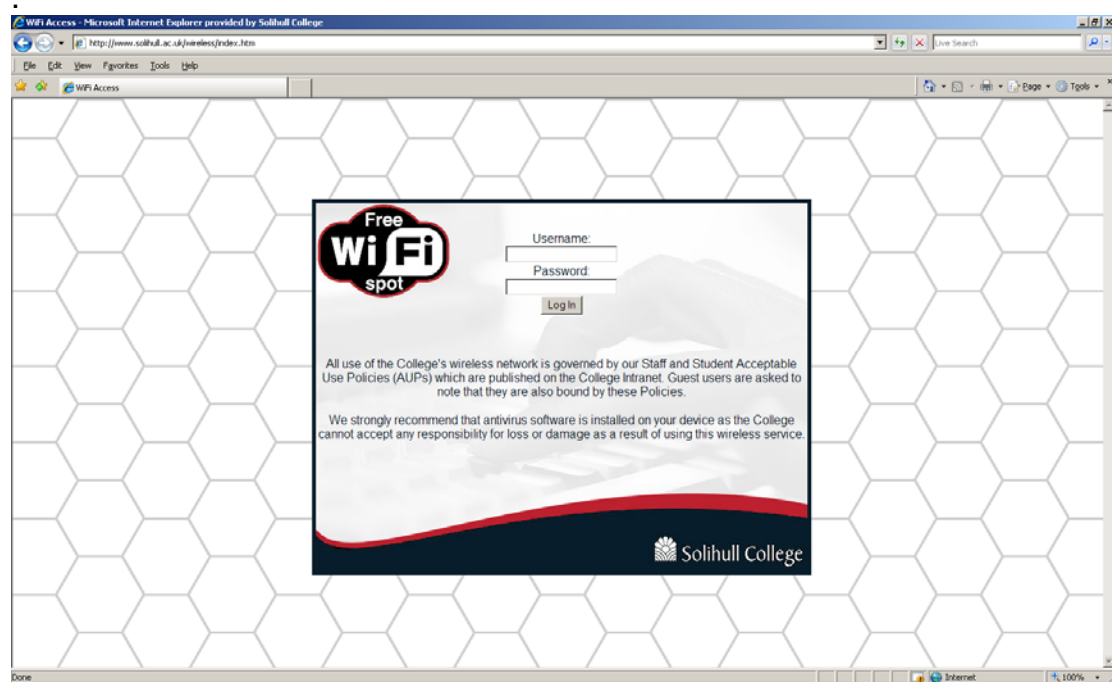 .
WiFi Access - Microsoft Internet Explorer provided by Solihull College
http://www.solihull.ac.uk/wireless/index.htm
Live Search
File Edit View Favorites Tools Help
WiFi Access
Page
Tools
Free
WiFi
spot
Username:
Password:
Log In
All use of the College's wireless network is governed by our Staff and Student Acceptable
Use Policies (AUPs) which are published on the College Intranet. Guest users are asked to
note that they are also bound by these Policies.
We strongly recommend that antivirus software is installed on your device as the College
cannot accept any responsibility for loss or damage as a result of using this wireless service.
Solihull College
Done
Internet
100%